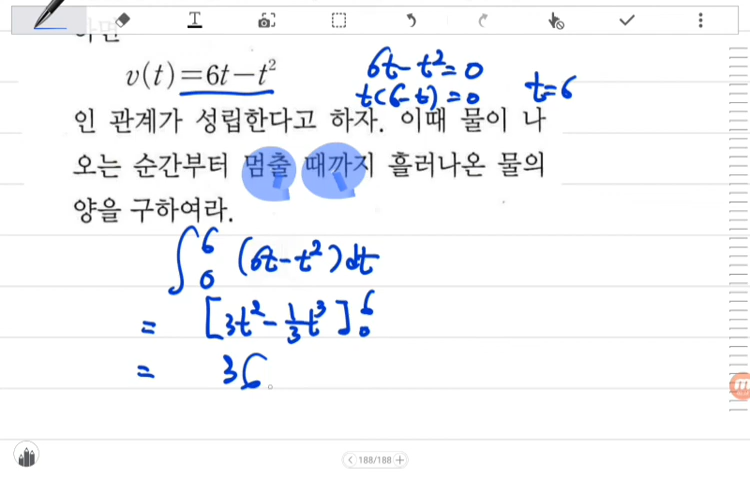 v(t)=6t-t²
6t-t²=0
t(6-t)=0 t=6
인 관계가 성립한다고 하자. 이때 물이 나
오는 순간부터 멈출 때까지 흘러나온 물의
양을 구하여라.
∫₀⁶ (6t-t²)dt
= [3t²-1/3t³]₀⁶
= 36
188/188